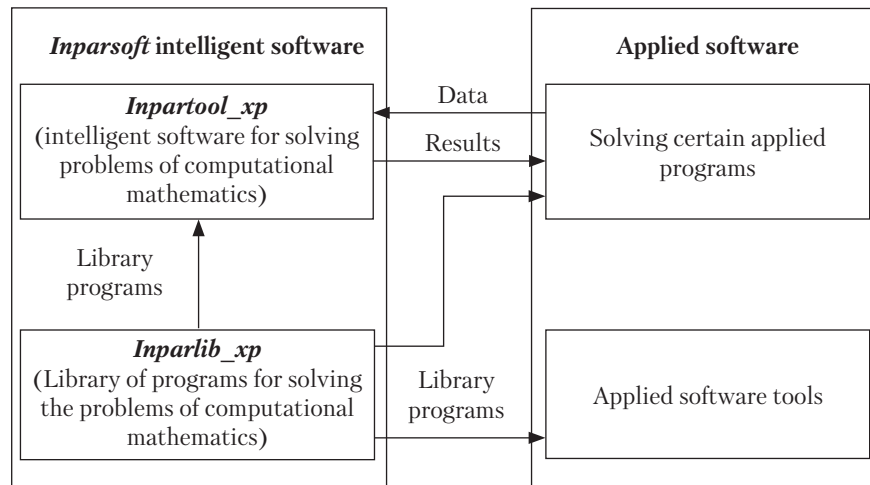 Inparsoft intelligent software
Applied software
Inpartool_xp
(intelligent software for solving
problems of computational
mathematics)
Data
Results
Solving certain applied
programs
Library
programs
Inparlib_xp
(Library of programs for solving
the problems of computational
mathematics)
Library
programs
Applied software tools